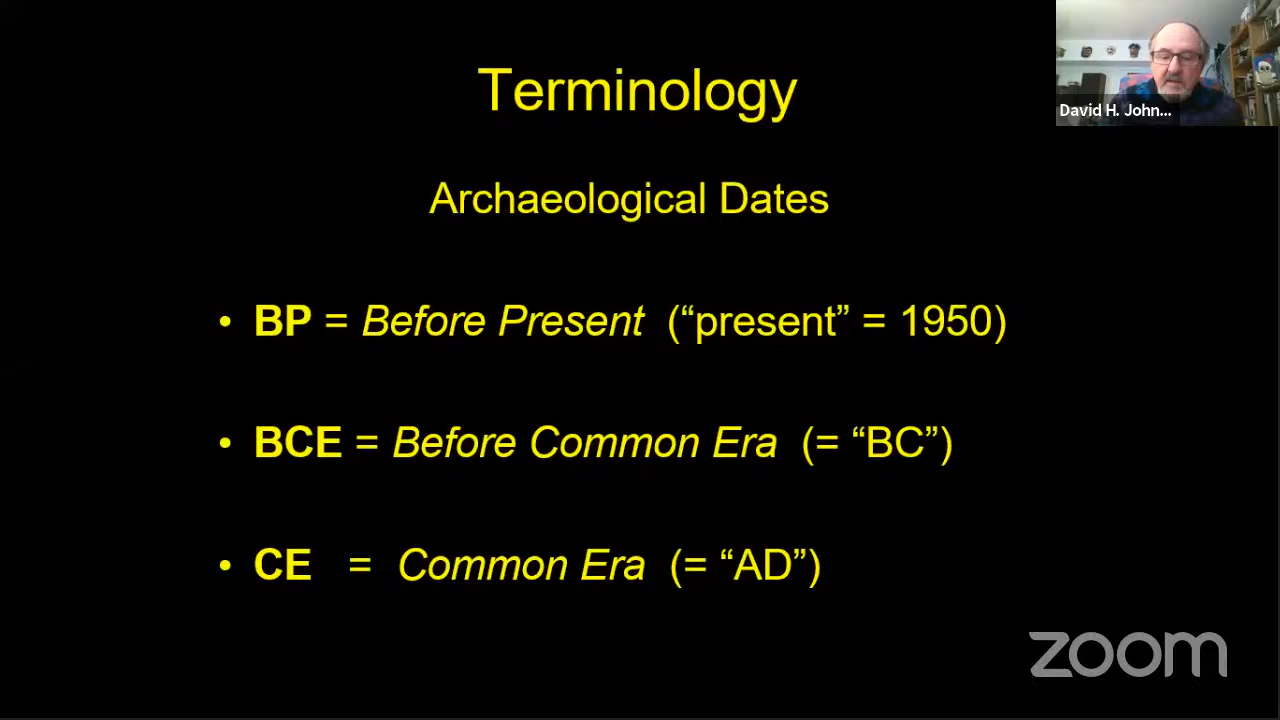 Terminology
David H. John...
Archaeological Dates
• BP = Before Present (“present” = 1950)
• BCE = Before Common Era (= “BC”)
• CE = Common Era (= “AD”)
zoom